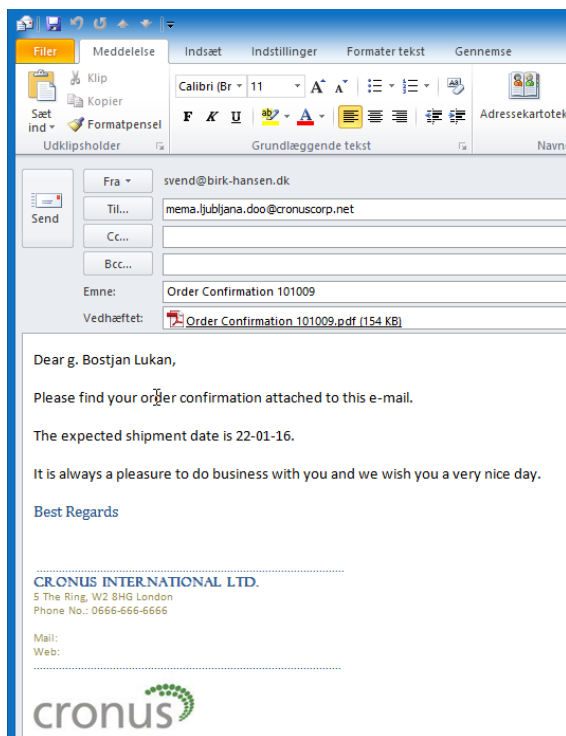 Filer Meddelelse Indsæt Indstillinger Formater tekst Gennemse
Klip
Kopier
Formatpensel
Sæt
ind
Udklipsholder
Calibri (Br 11 A A
F K U ab A
Grundlæggende tekst
Adressekartotek
Navne
Send
Fra svend@birk-hansen.dk
Til... mema.ljubljana.doo@cronuscorp.net
Cc...
Bcc...
Emne: Order Confirmation 101009
Vedhæftet: Order Confirmation 101009.pdf (154 KB)
Dear g. Bostjan Lukan,
Please find your order confirmation attached to this e-mail.
The expected shipment date is 22-01-16.
It is always a pleasure to do business with you and we wish you a very nice day.
Best Regards
CRONUS INTERNATIONAL LTD.
5 The Ring, W2 8HG London
Phone No.: 0666-666-6666
Mail:
Web:
cronus